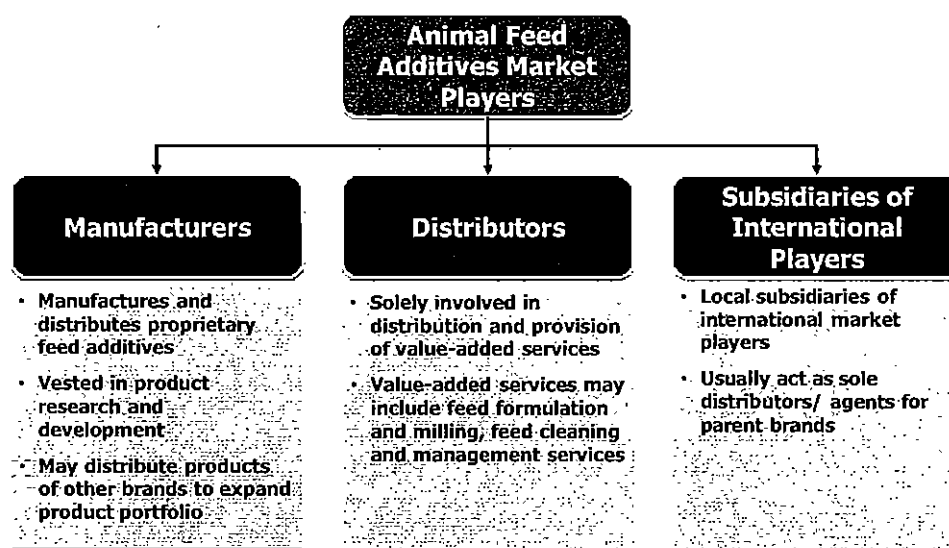 Animal Feed
Additives Market
Players
Manufacturers
• Manufactures and
distributes proprietary
feed additives
• Vested in product
research and
development
• May distribute products
of other brands to expand
product portfolio
Distributors
• Solely involved in
distribution and provision
of value-added services
• Value-added services may
include feed formulation
and milling, feed cleaning
and management services
Subsidiaries of
International
Players
• Local subsidiaries of
international market
players
• Usually act as sole
distributors/ agents for
parent brands